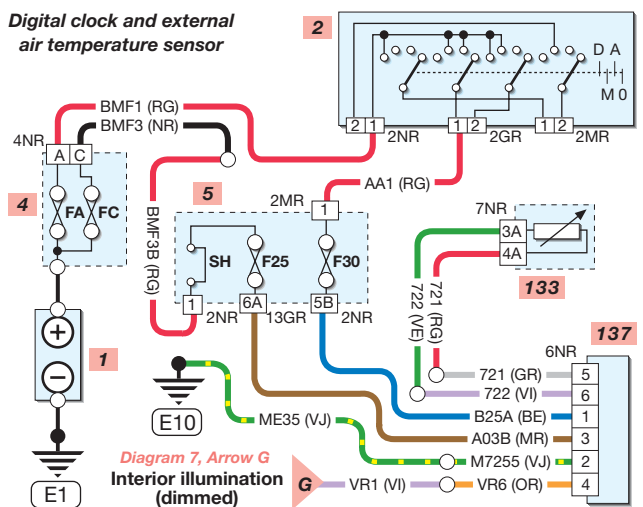 Digital clock and external
air temperature sensor
2
D A
M 0
BMF1 (RG)
BMF3 (NR)
4NR
A C
2 1
2NR
1 2
2GR
1 2
2MR
4
FA
FC
5
AA1 (RG)
2MR
1
BMF3B (RG)
SH
F25
F30
7NR
3A
4A
133
1
2NR
6A
13GR
5B
2NR
722 (VE)
721 (RG)
137
6NR
+
−
1
721 (GR)
5
722 (VI)
6
B25A (BE)
1
A03B (MR)
3
E10
ME35 (VJ)
M7255 (VJ)
2
Diagram 7, Arrow G
Interior illumination
(dimmed)
G
VR1 (VI)
VR6 (OR)
4
E1